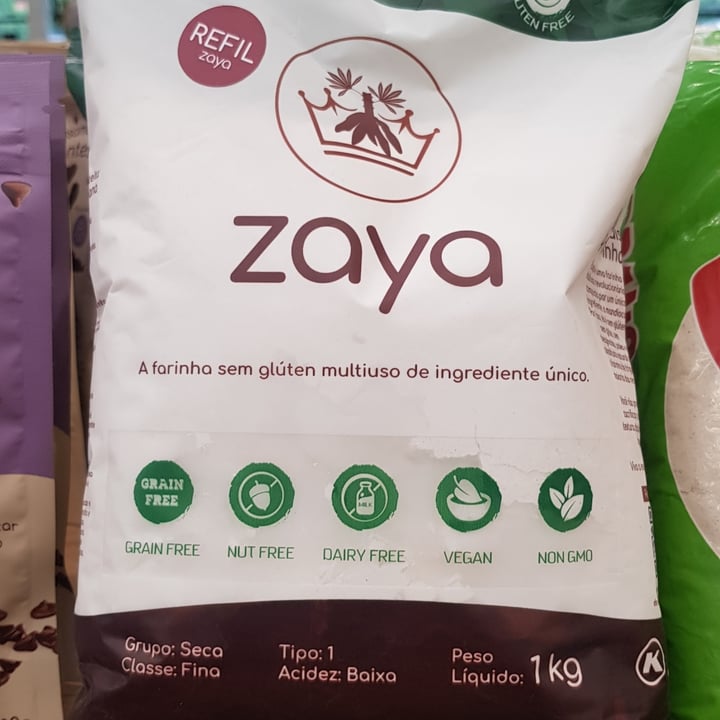 GLUTEN FREE
REFIL
zaya
zaya
A farinha sem glúten multiuso de ingrediente único.
GRAIN
FREE
MILK
GRAIN FREE
NUT FREE
DAIRY FREE
VEGAN
NON GMO
Grupo: Seca
Classe: Fina
Tipo: 1
Acidez: Baixa
Peso
Líquido: 1kg
K